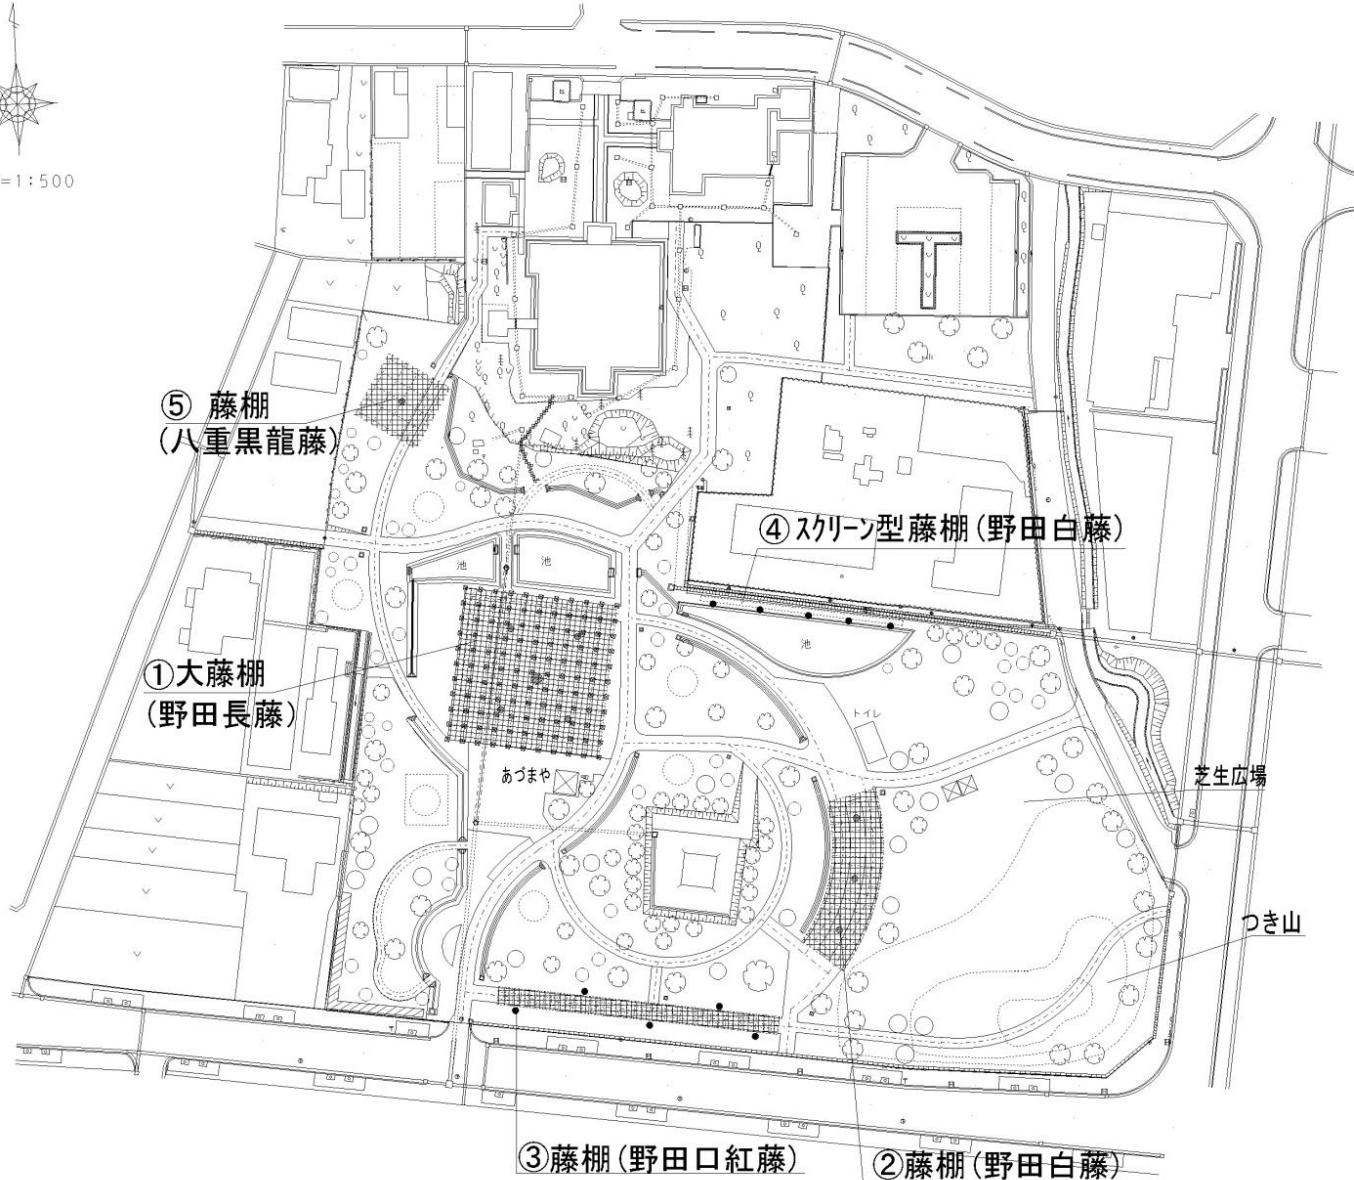 =1:500
⑤ 藤棚
(八重黒龍藤)
④ スクリーン型藤棚(野田白藤)
池
池
池
①大藤棚
(野田長藤)
トイレ
あづまや
芝生広場
つき山
③藤棚(野田口紅藤)
②藤棚(野田白藤)